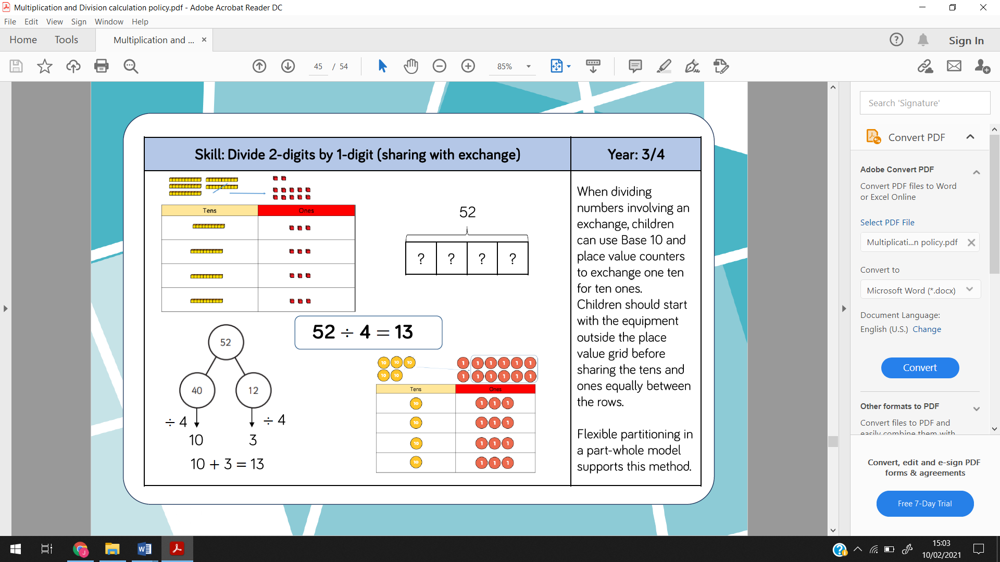 Multiplication and Division calculation policy.pdf - Adobe Acrobat Reader DC
File Edit View Sign Window Help
Home Tools Multiplication and ... × ? Sign In
45 / 54 85%
Search 'Signature'
Convert PDF
Adobe Convert PDF
Convert PDF files to Word
or Excel Online
Select PDF File
Multiplicati...n policy.pdf
Convert to
Microsoft Word (*.docx)
Document Language:
English (U.S.) Change
Convert
Other formats to PDF
Convert files to PDF and
easily combine them with
Convert, edit and e-sign PDF
forms & agreements
Free 7-Day Trial
Skill: Divide 2-digits by 1-digit (sharing with exchange)
Year: 3/4
Tens Ones
52
? ? ? ?
52 ÷ 4 = 13
52
40 12
÷ 4 ÷ 4
10 3
10 + 3 = 13
10 10 10 1 1 1 1 1 1
10 10 1 1 1 1 1 1
Tens Ones
10 1 1 1
10 1 1 1
10 1 1 1
10 1 1 1
When dividing
numbers involving an
exchange, children
can use Base 10 and
place value counters
to exchange one ten
for ten ones.
Children should start
with the equipment
outside the place
value grid before
sharing the tens and
ones equally between
the rows.
Flexible partitioning in
a part-whole model
supports this method.
J
W
?
15:03
10/02/2021